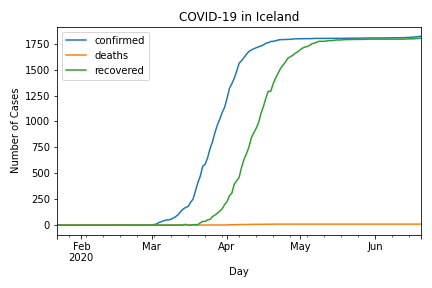 COVID-19 in Iceland
confirmed
deaths
recovered
Number of Cases
1750
1500
1250
1000
750
500
250
0
Feb
2020
Mar
Apr
May
Jun
Day